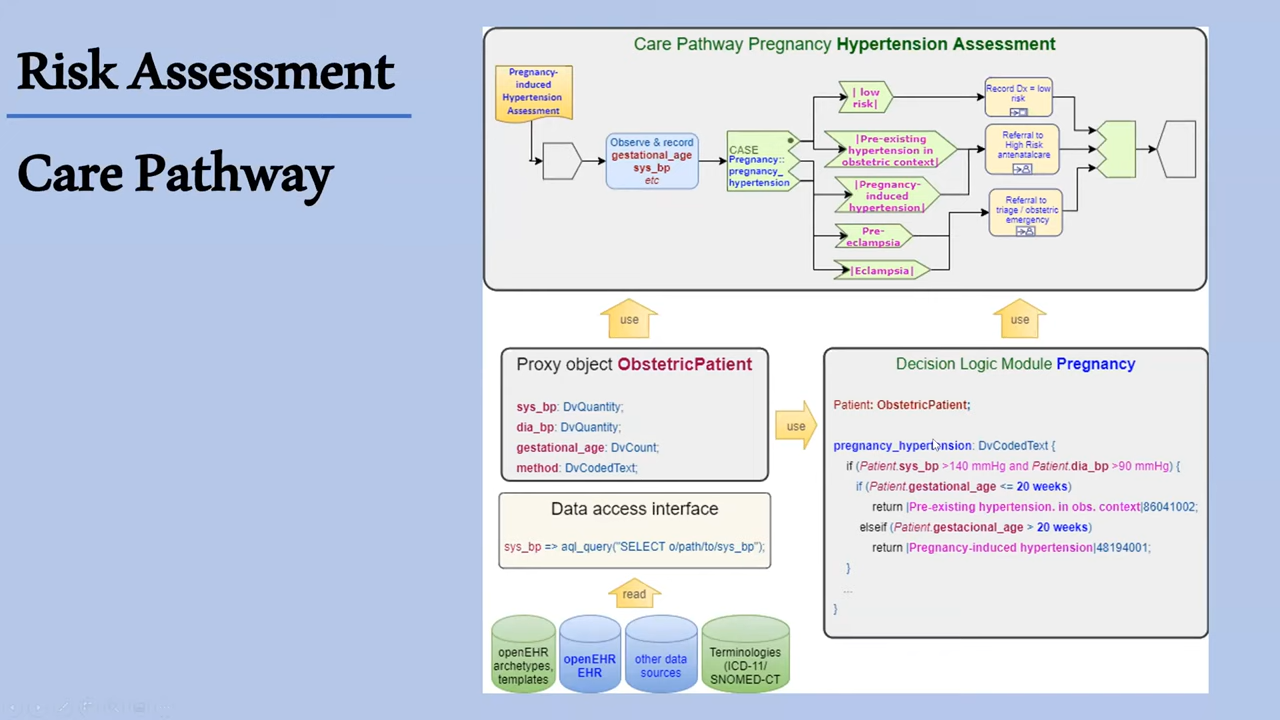 Risk Assessment
Care Pathway
Care Pathway Pregnancy Hypertension Assessment
Pregnancy-
induced
Hypertension
Assessment
Observe & record
gestational_age
sys_bp
etc
CASE
Pregnancy::
pregnancy_
hypertension
| low
risk|
|Pre-existing
hypertension in
obstetric context|
|Pregnancy-
induced
hypertension|
Pre-
eclampsia
|Eclampsia|
Record Dx = low
risk
Referral to
High Risk
antenatalcare
Referral to
triage / obstetric
emergency
use
use
Proxy object ObstetricPatient
sys_bp: DvQuantity;
dia_bp: DvQuantity;
gestational_age: DvCount;
method: DvCodedText;
use
Decision Logic Module Pregnancy
Patient: ObstetricPatient;
pregnancy_hypertension: DvCodedText {
if (Patient.sys_bp >140 mmHg and Patient.dia_bp >90 mmHg) {
if (Patient.gestational_age <= 20 weeks)
return |Pre-existing hypertension. in obs. context|86041002;
elseif (Patient.gestacional_age > 20 weeks)
return |Pregnancy-induced hypertension|48194001;
}
...
}
Data access interface
sys_bp => aql_query("SELECT o/path/to/sys_bp");
read
openEHR
archetypes,
templates
openEHR
EHR
other data
sources
Terminologies
(ICD-11/
SNOMED-CT